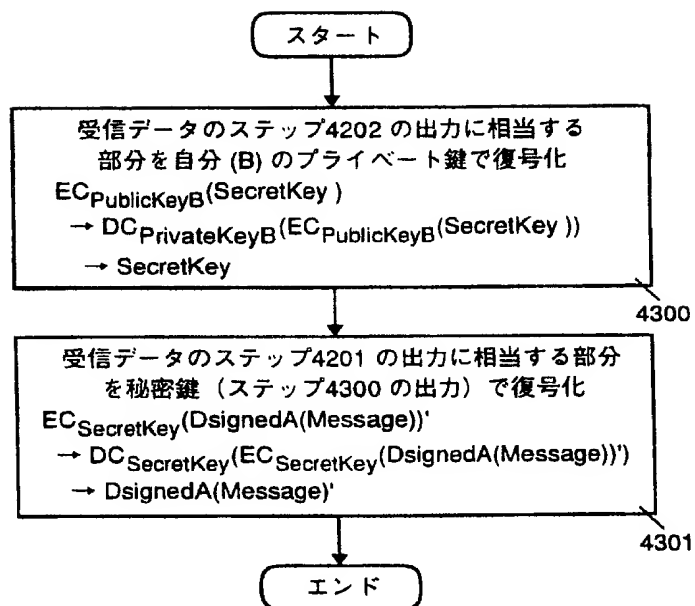 スタート
受信データのステップ4202 の出力に相当する
部分を自分 (B) のプライベート鍵で復号化
EC_PublicKeyB(SecretKey )
→ DC_PrivateKeyB(EC_PublicKeyB(SecretKey ))
→ SecretKey
4300
受信データのステップ4201 の出力に相当する部分
を秘密鍵（ステップ4300 の出力）で復号化
EC_SecretKey(DsignedA(Message))'
→ DC_SecretKey(EC_SecretKey(DsignedA(Message))')
→ DsignedA(Message)'
4301
エンド